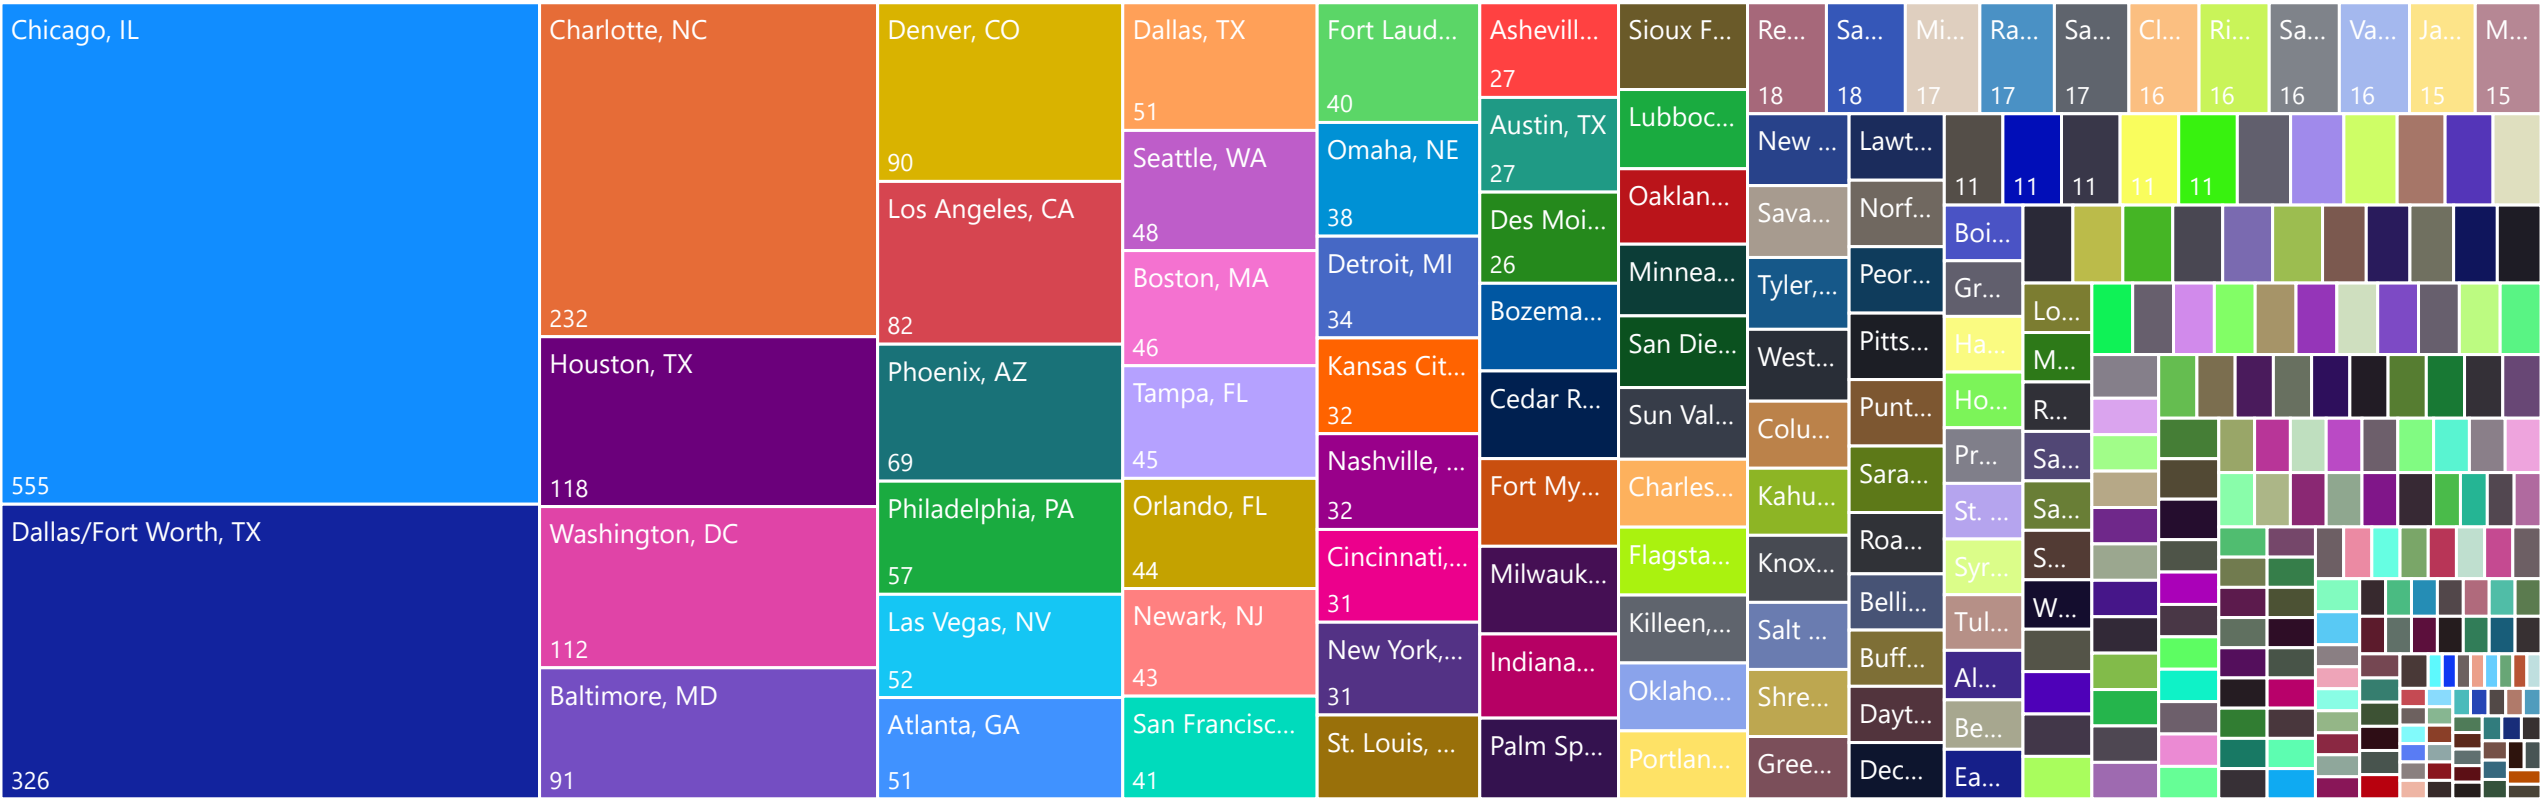 Chicago, IL
555
Dallas/Fort Worth, TX
326
Charlotte, NC
232
Houston, TX
118
Washington, DC
112
Baltimore, MD
91
Denver, CO
90
Los Angeles, CA
82
Phoenix, AZ
69
Philadelphia, PA
57
Las Vegas, NV
52
Atlanta, GA
51
Dallas, TX
51
Seattle, WA
48
Boston, MA
46
Tampa, FL
45
Orlando, FL
44
Newark, NJ
43
San Francisc...
41
Fort Laud...
40
Omaha, NE
38
Detroit, MI
34
Kansas Cit...
32
Nashville, ...
32
Cincinnati,...
31
New York,...
31
St. Louis, ...
Ashevill...
27
Austin, TX
27
Des Moi...
26
Bozema...
Cedar R...
Fort My...
Milwauk...
Indiana...
Palm Sp...
Sioux F...
Lubboc...
Oaklan...
Minnea...
San Die...
Sun Val...
Charles...
Flagsta...
Killeen,...
Oklaho...
Portlan...
Re...
18
Sa...
18
Mi...
17
Ra...
17
Sa...
17
Cl...
16
Ri...
16
Sa...
16
Va...
16
Ja...
15
M...
15
New ...
Sava...
Tyler,...
West...
Colu...
Kahu...
Knox...
Salt ...
Shre...
Gree...
Lawt...
Norf...
Peor...
Pitts...
Punt...
Sara...
Roa...
Belli...
Buff...
Dayt...
Dec...
11
11
11
11
11
Boi...
Gr...
Ha...
Ho...
Pr...
St. ...
Syr...
Tul...
Al...
Be...
Ea...
Lo...
M...
R...
Sa...
Sa...
S...
W...